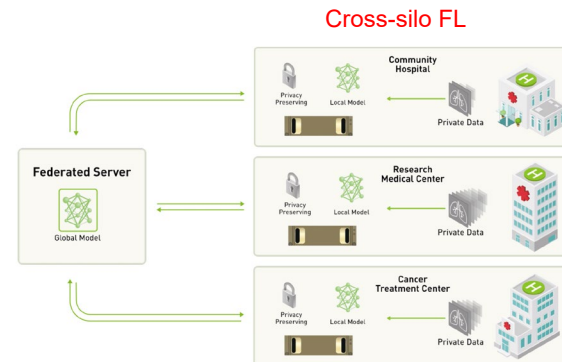 Cross-silo FL
Community
Hospital
Privacy
Preserving
Local Model
Private Data
H
Federated Server
Global Model
Research
Medical Center
Privacy
Preserving
Local Model
Private Data
H
Cancer
Treatment Center
Privacy
Preserving
Local Model
Private Data
H